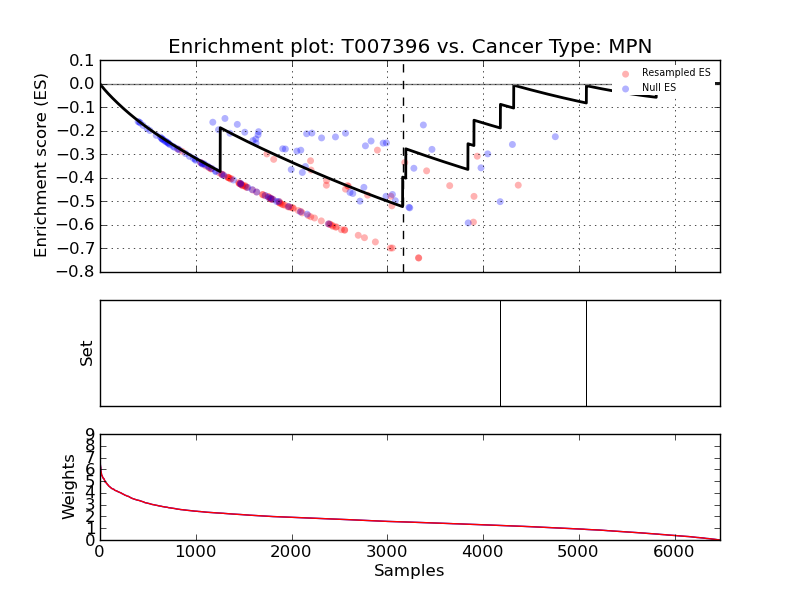 Enrichment plot: T007396 vs. Cancer Type: MPN
Enrichment score (ES)
0.1
0.0
−0.1
−0.2
−0.3
−0.4
−0.5
−0.6
−0.7
−0.8
Resampled ES
Null ES
Set
Weights
9
8
7
6
5
4
3
2
1
0
0 1000 2000 3000 4000 5000 6000
Samples